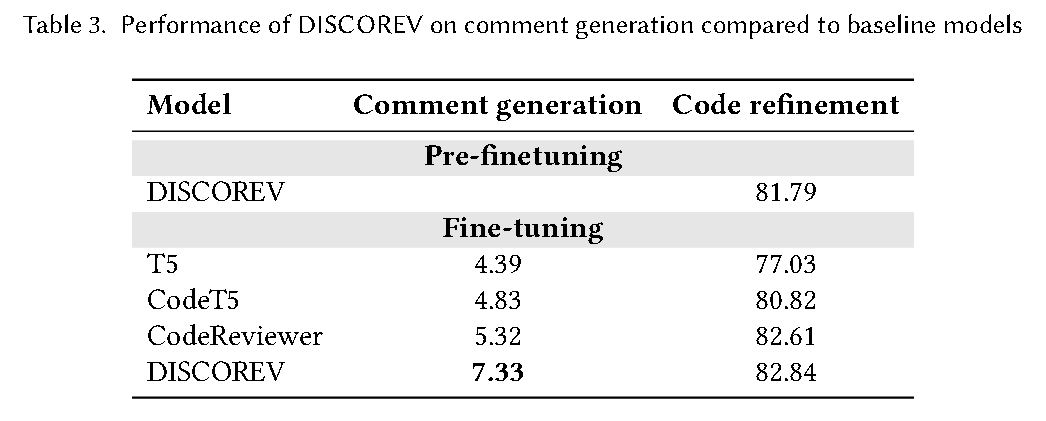 Table 3. Performance of DISCOREV on comment generation compared to baseline models
Model Comment generation Code refinement
Pre-finetuning
DISCOREV 81.79
Fine-tuning
T5 4.39 77.03
CodeT5 4.83 80.82
CodeReviewer 5.32 82.61
DISCOREV 7.33 82.84